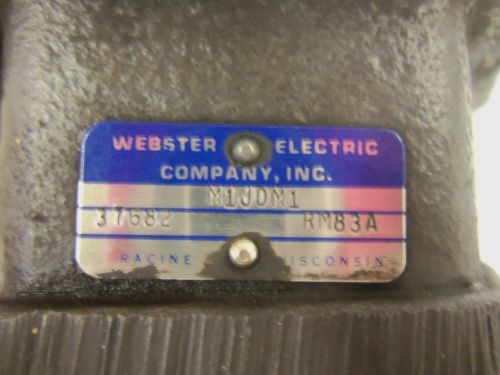 WEBSTER ELECTRIC
COMPANY, INC.
M1JDM1
37682 RM83A
RACINE WISCONSIN